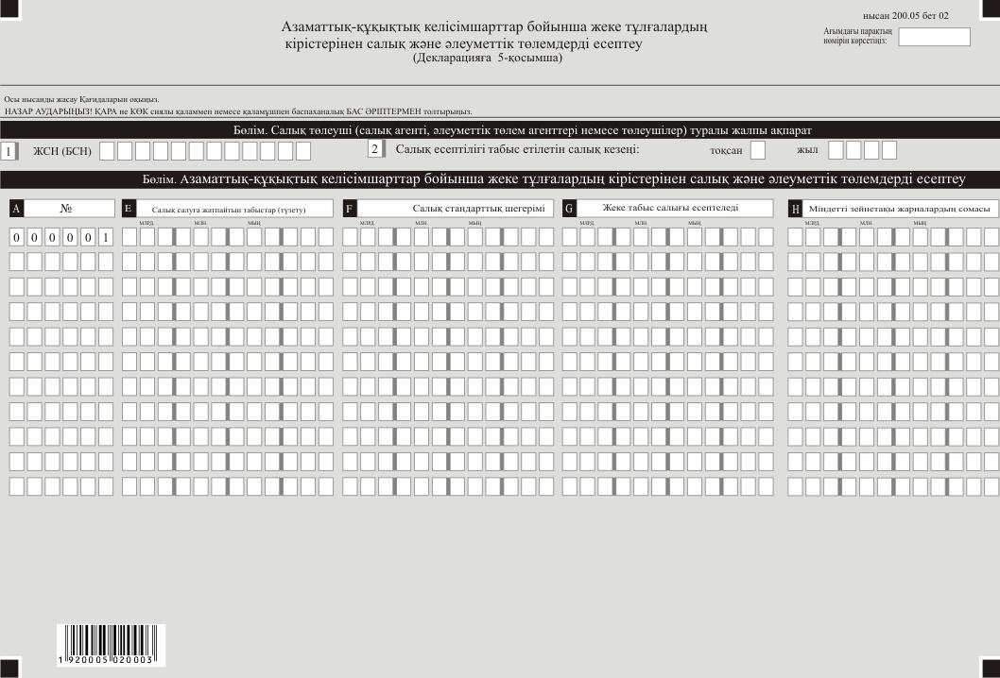 нысан 200.05 бет 02
Азаматтық-құқықтық келісімшарттар бойынша жеке тұлғалардың
кірістерінен салық және әлеуметтік төлемдерді есептеу
(Декларацияға 5-қосымша)
Ағымдағы парақтың
нөмірін көрсетіңіз:
Осы нысанды жасау Қағидаларын оқыңыз.
НАЗАР АУДАРЫҢЫЗ! ҚАРА не КӨК сиялы қаламмен немесе қаламұшпен баспаханалық БАС ӘРІПТЕРМЕН толтырыңыз.
Бөлім. Салық төлеуші (салық агенті, әлеуметтік төлем агенттері немесе төлеушілер) туралы жалпы ақпарат
1 ЖСН (БСН) 2 Салық есептілігі табыс етілетін салық кезеңі: тоқсан жыл
Бөлім. Азаматтық-құқықтық келісімшарттар бойынша жеке тұлғалардың кірістерінен салық және әлеуметтік төлемдерді есептеу
A № E Салық салуға жатпайтын табыстар (түзету) F Салық стандарттық шегерімі G Жеке табыс салығы есептеледі H Міндетті зейнетақы жарналардың сомасы
МЛРД. МЛН. МЫҢ МЛРД. МЛН. МЫҢ МЛРД. МЛН. МЫҢ МЛРД. МЛН. МЫҢ
0 0 0 0 0 1
1 920005 020003